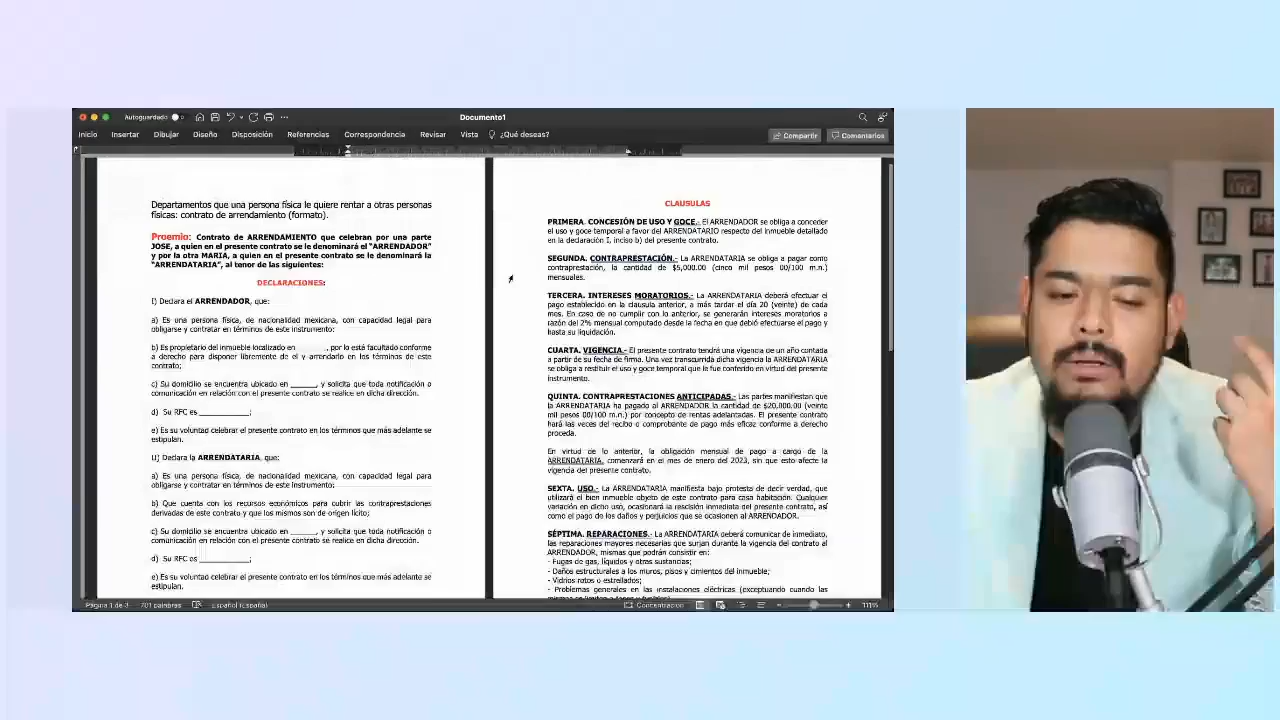 Autoguardado
Documento1
Inicio Insertar Dibujar Diseño Disposición Referencias Correspondencia Revisar Vista ¿Qué deseas? Compartir Comentarios
Departamentos que una persona física le quiere rentar a otras personas
físicas: contrato de arrendamiento (formato).
Proemio: Contrato de ARRENDAMIENTO que celebran por una parte
JOSE, a quien en el presente contrato se le denominará el "ARRENDADOR"
y por la otra MARIA, a quien en el presente contrato se le denominará la
"ARRENDATARIA", al tenor de las siguientes:
DECLARACIONES:
I) Declara el ARRENDADOR, que:
a) Es una persona física, de nacionalidad mexicana, con capacidad legal para
obligarse y contratar en términos de este instrumento;
b) Es propietario del inmueble localizado en ______, por lo está facultado conforme
a derecho para disponer libremente de el y arrendarlo en los términos de este
contrato;
c) Su domicilio se encuentra ubicado en ______, y solicita que toda notificación o
comunicación en relación con el presente contrato se realice en dicha dirección.
d) Su RFC es ____________;
e) Es su voluntad celebrar el presente contrato en los términos que más adelante se
estipulan.
II) Declara la ARRENDATARIA, que:
a) Es una persona física, de nacionalidad mexicana, con capacidad legal para
obligarse y contratar en términos de este instrumento;
b) Que cuenta con los recursos económicos para cubrir las contraprestaciones
derivadas de este contrato y que los mismos son de origen lícito;
c) Su domicilio se encuentra ubicado en ______, y solicita que toda notificación o
comunicación en relación con el presente contrato se realice en dicha dirección.
d) Su RFC es ____________;
e) Es su voluntad celebrar el presente contrato en los términos que más adelante se
estipulan.
CLAUSULAS
PRIMERA. CONCESIÓN DE USO Y GOCE.- El ARRENDADOR se obliga a conceder
el uso y goce temporal a favor del ARRENDATARIO respecto del inmueble detallado
en la declaración I, inciso b) del presente contrato.
SEGUNDA. CONTRAPRESTACIÓN.- La ARRENDATARIA se obliga a pagar como
contraprestación, la cantidad de $5,000.00 (cinco mil pesos 00/100 m.n.)
mensuales.
TERCERA. INTERESES MORATORIOS.- La ARRENDATARIA deberá efectuar el
pago establecido en la clausula anterior, a más tardar el día 20 (veinte) de cada
mes. En caso de no cumplir con lo anterior, se generarán intereses moratorios a
razón del 2% mensual computado desde la fecha en que debió efectuarse el pago y
hasta su liquidación.
CUARTA. VIGENCIA.- El presente contrato tendrá una vigencia de un año contada
a partir de su fecha de firma. Una vez transcurrida dicha vigencia la ARRENDATARIA
se obliga a restituir el uso y goce temporal que le fue conferido en virtud del presente
instrumento.
QUINTA. CONTRAPRESTACIONES ANTICIPADAS.- Las partes manifiestan que
la ARRENDATARIA ha pagado al ARRENDADOR la cantidad de $20,000.00 (veinte
mil pesos 00/100 m.n.) por concepto de rentas adelantadas. El presente contrato
hará las veces del recibo o comprobante de pago más eficaz conforme a derecho
proceda.
En virtud de lo anterior, la obligación mensual de pago a cargo de la
ARRENDATARIA, comenzará en el mes de enero del 2023, sin que esto afecte la
vigencia del presente contrato.
SEXTA. USO.- La ARRENDATARIA manifiesta bajo protesta de decir verdad, que
utilizará el bien inmueble objeto de este contrato para casa habitación. Cualquier
variación en dicho uso, ocasionará la rescisión inmediata del presente contrato, así
como el pago de los daños y perjuicios que se ocasionen al ARRENDADOR.
SÉPTIMA. REPARACIONES.- La ARRENDATARIA deberá comunicar de inmediato,
las reparaciones mayores necesarias que surjan durante la vigencia del contrato al
ARRENDADOR, mismas que podrán consistir en:
- Fugas de gas, líquidos y otras sustancias;
- Daños estructurales a los muros, pisos y cimientos del inmueble;
- Vidrios rotos o estrellados;
- Problemas generales en las instalaciones eléctricas (exceptuando cuando las
Página 1 de 3 701 palabras Español (España) Concentración 111%